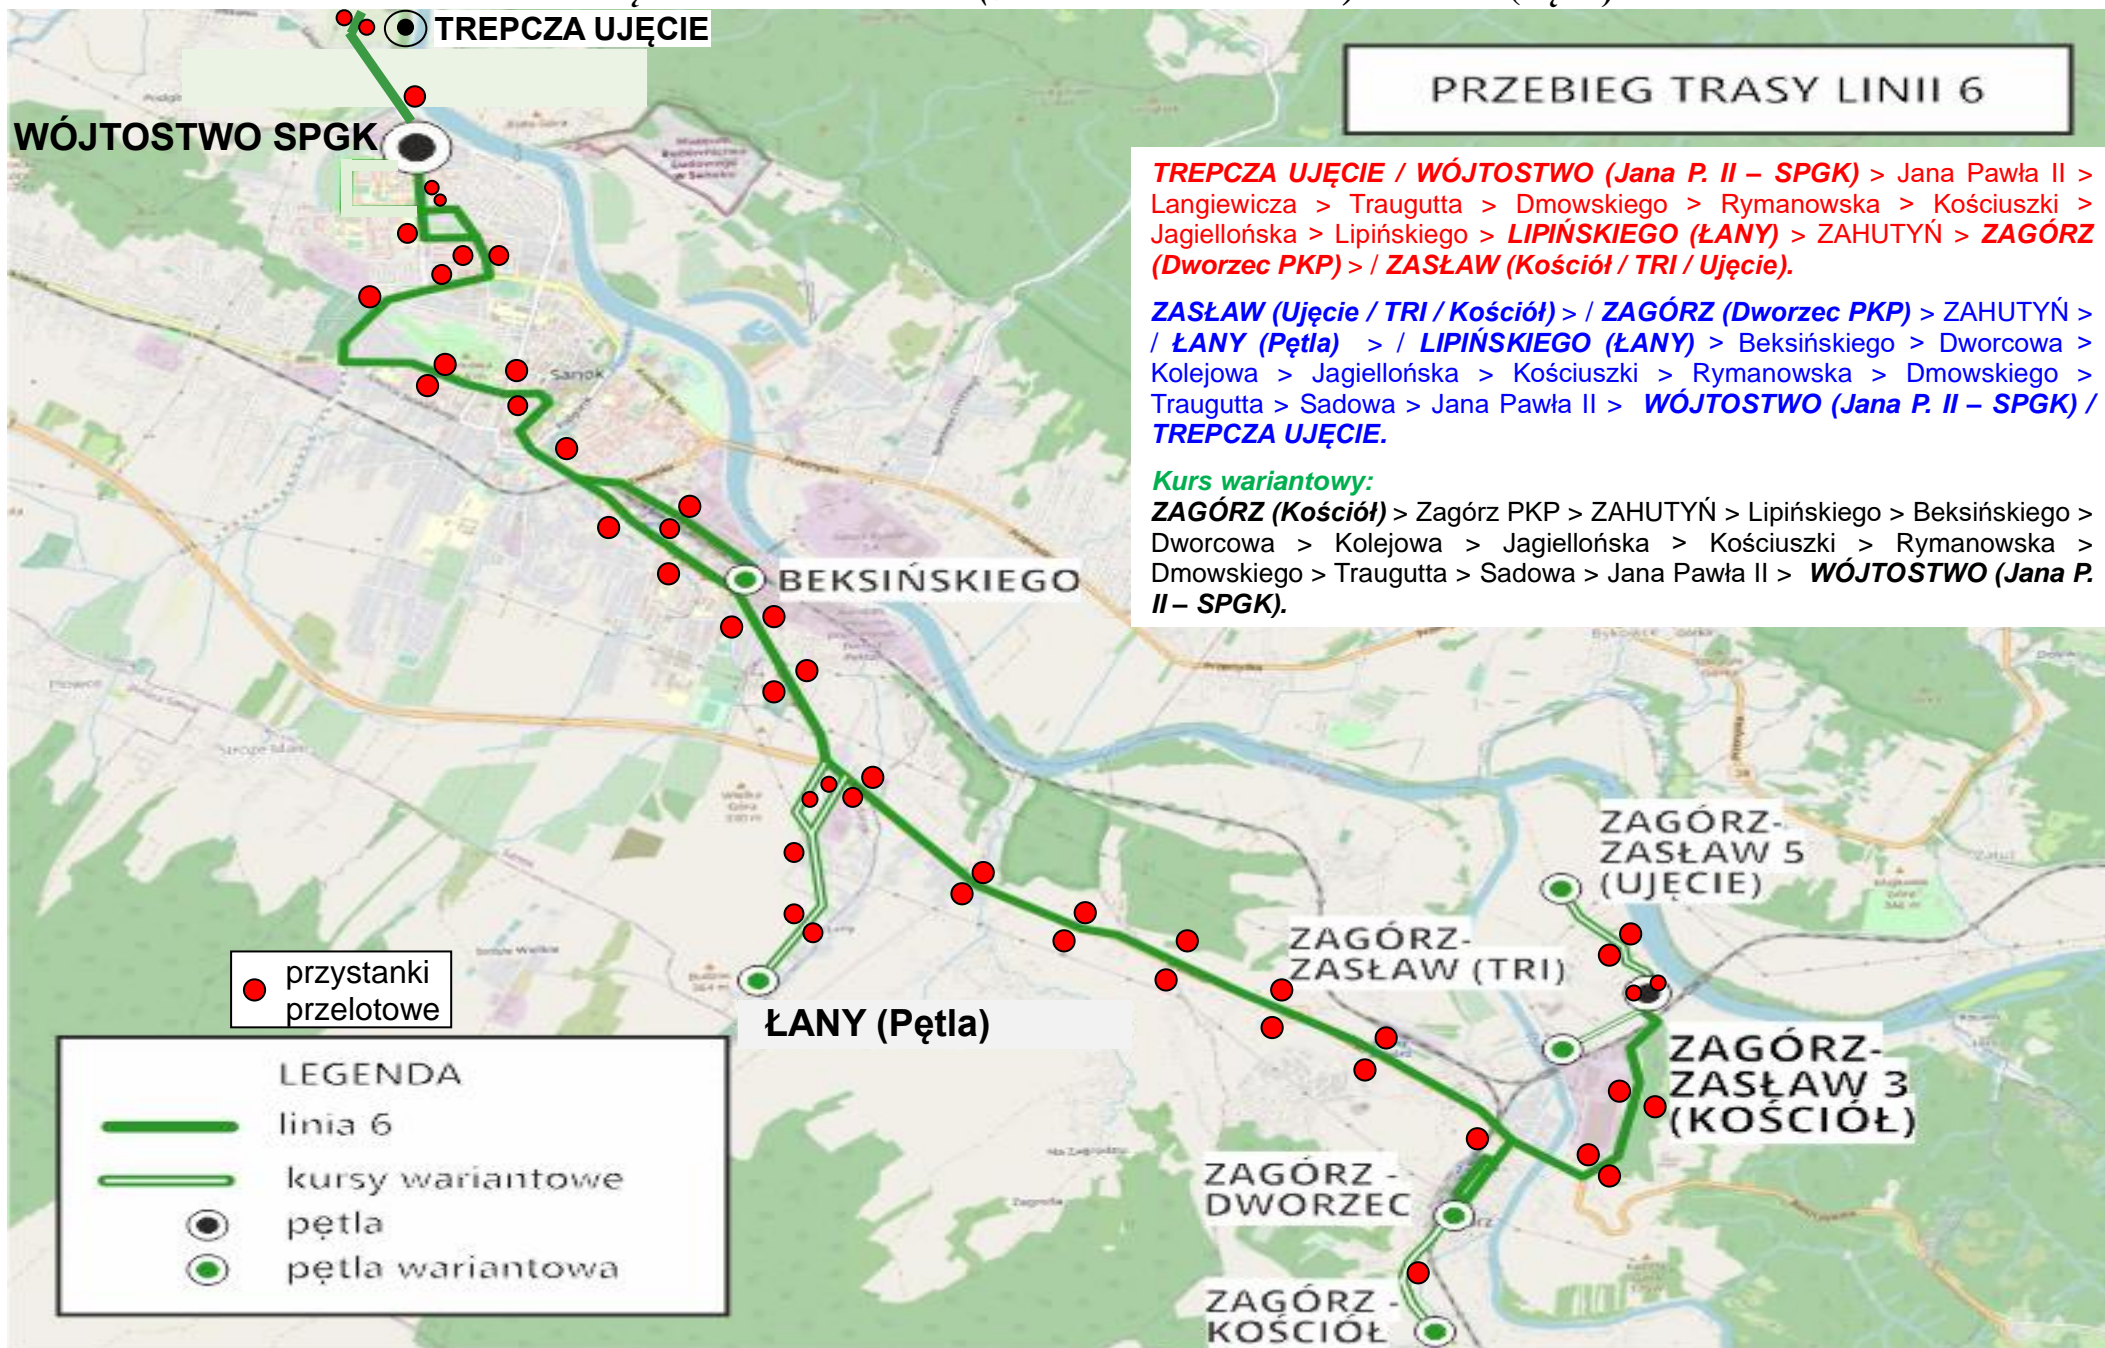 TREPCZA UJĘCIE
PRZEBIEG TRASY LINII 6
WÓJTOSTWO SPGK
TREPCZA UJĘCIE / WÓJTOSTWO (Jana P. II – SPGK) > Jana Pawła II >
Langiewicza > Traugutta > Dmowskiego > Rymanowska > Kościuszki >
Jagiellońska > Lipińskiego > LIPIŃSKIEGO (ŁANY) > ZAHUTYŃ > ZAGÓRZ
(Dworzec PKP) > / ZASŁAW (Kościół / TRI / Ujęcie).
ZASŁAW (Ujęcie / TRI / Kościół) > / ZAGÓRZ (Dworzec PKP) > ZAHUTYŃ >
/ ŁANY (Pętla) > / LIPIŃSKIEGO (ŁANY) > Beksińskiego > Dworcowa >
Kolejowa > Jagiellońska > Kościuszki > Rymanowska > Dmowskiego >
Traugutta > Sadowa > Jana Pawła II > WÓJTOSTWO (Jana P. II – SPGK) /
TREPCZA UJĘCIE.
Kurs wariantowy:
ZAGÓRZ (Kościół) > Zagórz PKP > ZAHUTYŃ > Lipińskiego > Beksińskiego >
Dworcowa > Kolejowa > Jagiellońska > Kościuszki > Rymanowska >
Dmowskiego > Traugutta > Sadowa > Jana Pawła II > WÓJTOSTWO (Jana P.
II – SPGK).
Sanok
BEKSIŃSKIEGO
ZAGÓRZ-
ZASŁAW 5
(UJĘCIE)
ZAGÓRZ-
ZASŁAW (TRI)
ŁANY (Pętla)
ZAGÓRZ-
ZASŁAW 3
(KOŚCIÓŁ)
ZAGÓRZ -
DWORZEC
ZAGÓRZ -
KOŚCIÓŁ
przystanki
przelotowe
LEGENDA
linia 6
kursy wariantowe
pętla
pętla wariantowa